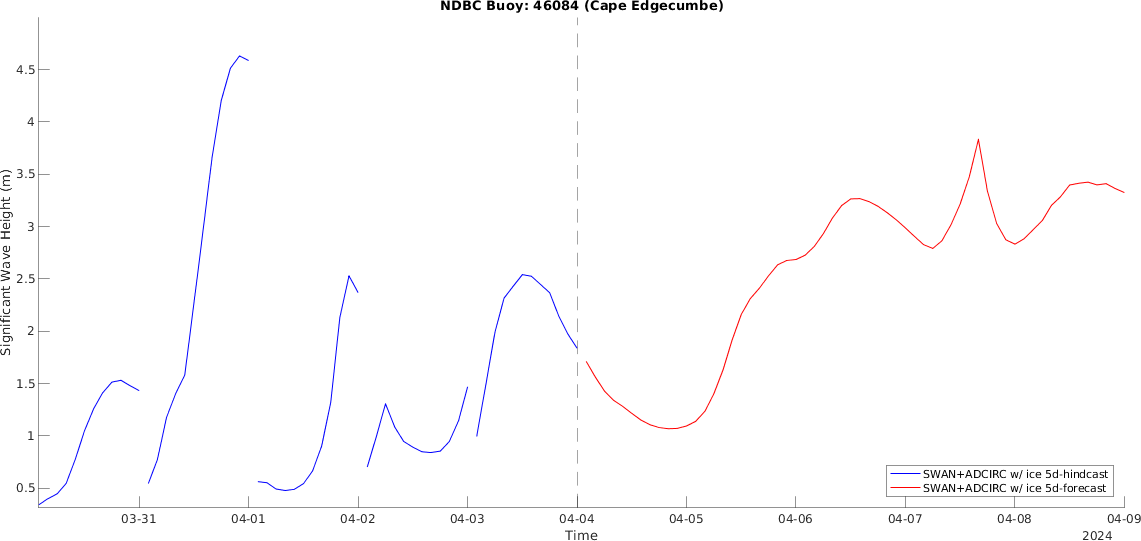 NDBC Buoy: 46084 (Cape Edgecumbe)
Significant Wave Height (m)
4.5
4
3.5
3
2.5
2
1.5
1
0.5
SWAN+ADCIRC w/ ice 5d-hindcast
SWAN+ADCIRC w/ ice 5d-forecast
03-31 04-01 04-02 04-03 04-04 04-05 04-06 04-07 04-08 04-09
Time
2024